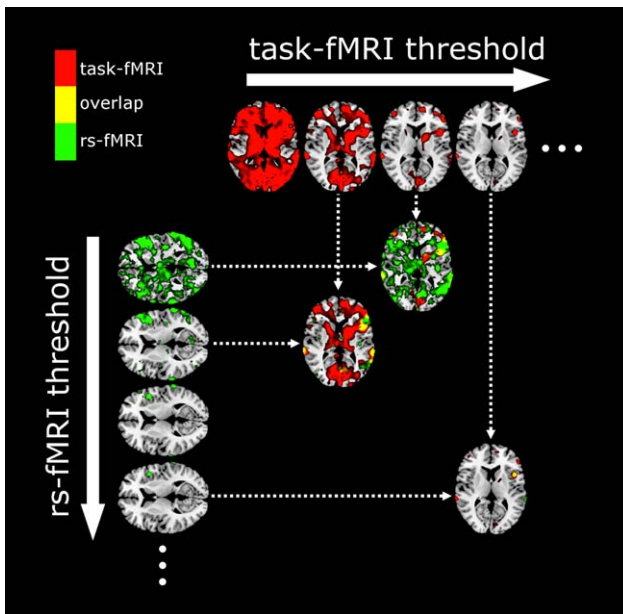 task-fMRI threshold
task-fMRI
overlap
rs-fMRI
rs-fMRI threshold